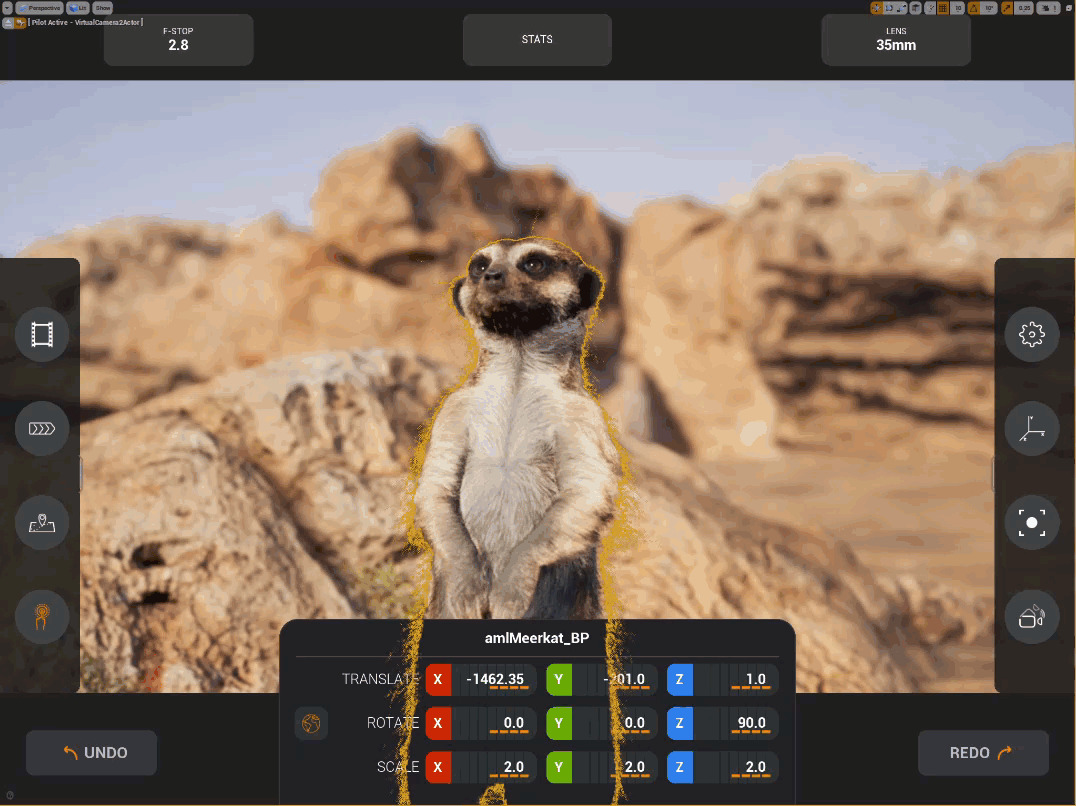 Perspective Lit Show 10 10° 0.25 1
[ Pilot Active - VirtualCamera2Actor ]
F-STOP
2.8
STATS
LENS
35mm
amlMeerkat_BP
TRANSLATE X -1462.35 Y -201.0 Z 1.0
ROTATE X 0.0 Y 0.0 Z 90.0
SCALE X 2.0 Y 2.0 Z 2.0
UNDO
REDO